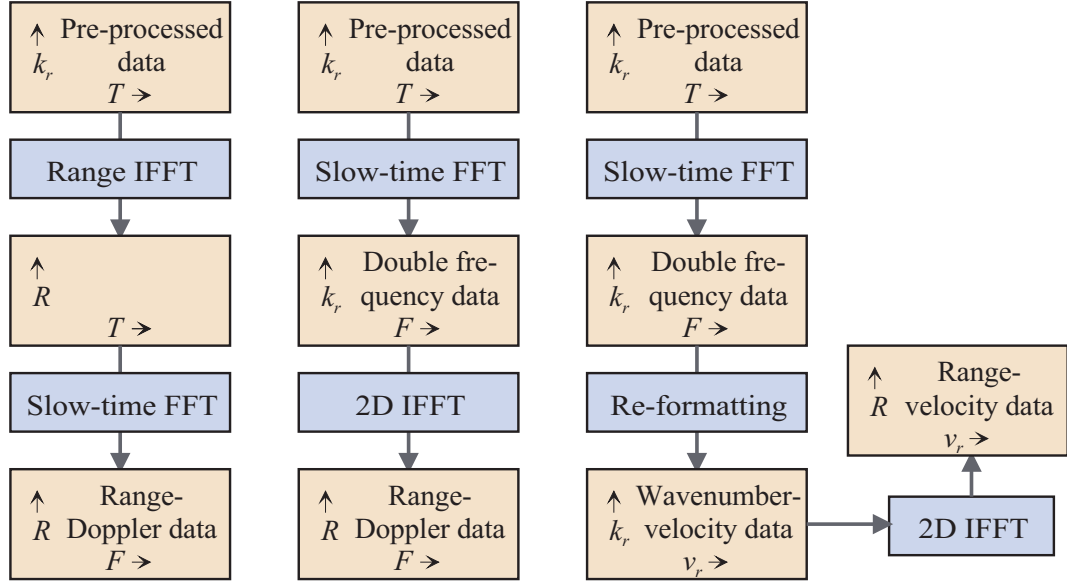 ↑ Pre-processed
k_r data
T →
Range IFFT
↑
R
T →
Slow-time FFT
↑ Range-
R Doppler data
F →
↑ Pre-processed
k_r data
T →
Slow-time FFT
↑ Double fre-
k_r quency data
F →
2D IFFT
↑ Range-
R Doppler data
F →
↑ Pre-processed
k_r data
T →
Slow-time FFT
↑ Double fre-
k_r quency data
F →
Re-formatting
↑ Wavenumber-
k_r velocity data
v_r →
2D IFFT
↑ Range-
R velocity data
v_r →